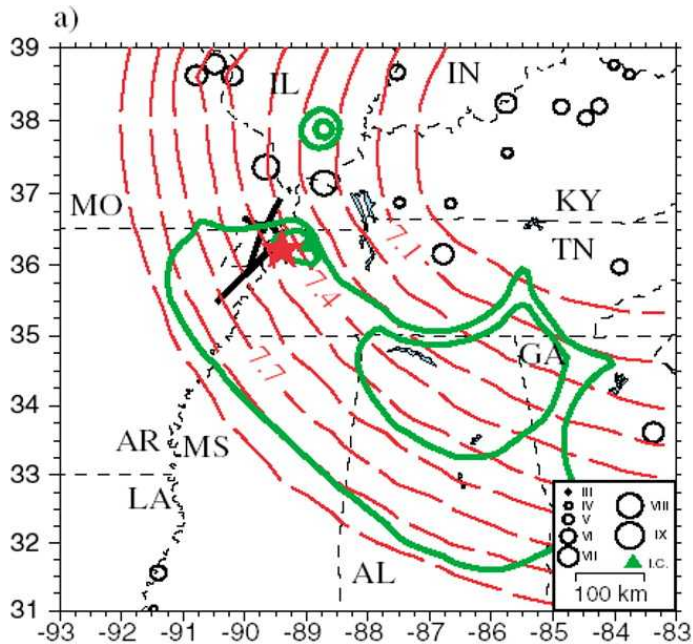 a)
39
38
37
36
35
34
33
32
31
-93 -92 -91 -90 -89 -88 -87 -86 -85 -84 -83
IL
IN
MO
KY
TN
7.1
7.4
7.7
GA
AR
MS
LA
AL
III
IV
V
VI
VII
VIII
IX
I.C.
100 km